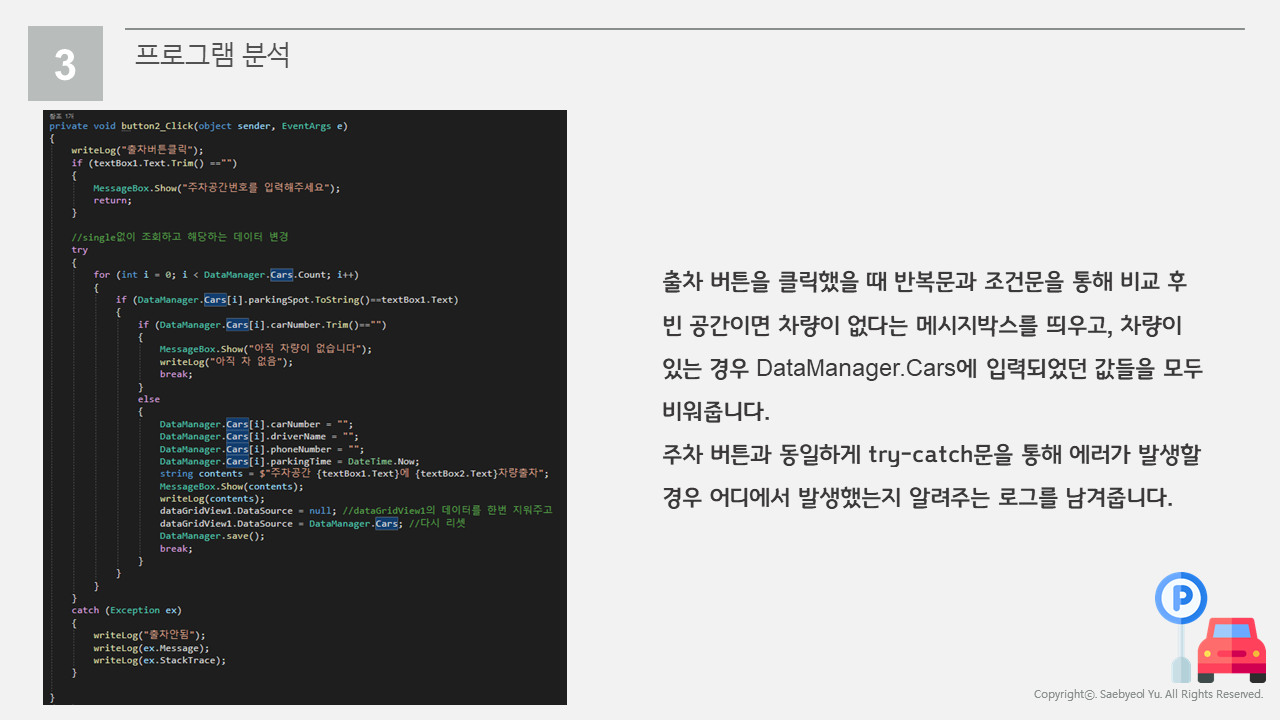 3
프로그램 분석
참조 1개
private void button2_Click(object sender, EventArgs e)
{
writeLog("출차버튼클릭");
if (textBox1.Text.Trim() =="")
{
MessageBox.Show("주차공간번호를 입력해주세요");
return;
}
//single없이 조회하고 해당하는 데이터 변경
try
{
for (int i = 0; i < DataManager.Cars.Count; i++)
{
if (DataManager.Cars[i].parkingSpot.ToString()==textBox1.Text)
{
if (DataManager.Cars[i].carNumber.Trim()=="")
{
MessageBox.Show("아직 차량이 없습니다");
writeLog("아직 차 없음");
break;
}
else
{
DataManager.Cars[i].carNumber = "";
DataManager.Cars[i].driverName = "";
DataManager.Cars[i].phoneNumber = "";
DataManager.Cars[i].parkingTime = DateTime.Now;
string contents = $"주차공간 {textBox1.Text}에 {textBox2.Text}차량출차";
MessageBox.Show(contents);
writeLog(contents);
dataGridView1.DataSource = null; //dataGridView1의 데이터를 한번 지워주고
dataGridView1.DataSource = DataManager.Cars; //다시 리셋
DataManager.save();
break;
}
}
}
}
catch (Exception ex)
{
writeLog("출차안됨");
writeLog(ex.Message);
writeLog(ex.StackTrace);
}
}
출차 버튼을 클릭했을 때 반복문과 조건문을 통해 비교 후
빈 공간이면 차량이 없다는 메시지박스를 띄우고, 차량이
있는 경우 DataManager.Cars에 입력되었던 값들을 모두
비워줍니다.
주차 버튼과 동일하게 try-catch문을 통해 에러가 발생할
경우 어디에서 발생했는지 알려주는 로그를 남겨줍니다.
P
Copyrightⓒ. Saebyeol Yu. All Rights Reserved.